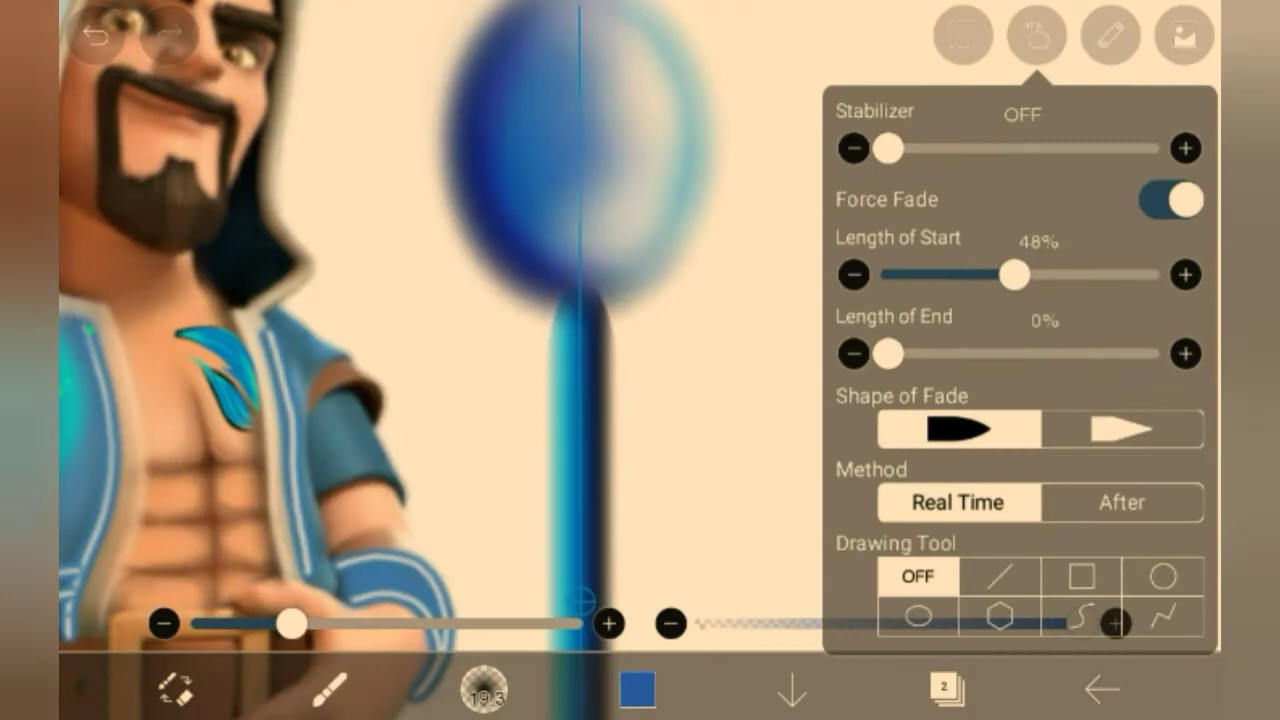 Stabilizer
OFF
Force Fade
Length of Start
48%
Length of End
0%
Shape of Fade
Method
Real Time
After
Drawing Tool
OFF
19.3
2